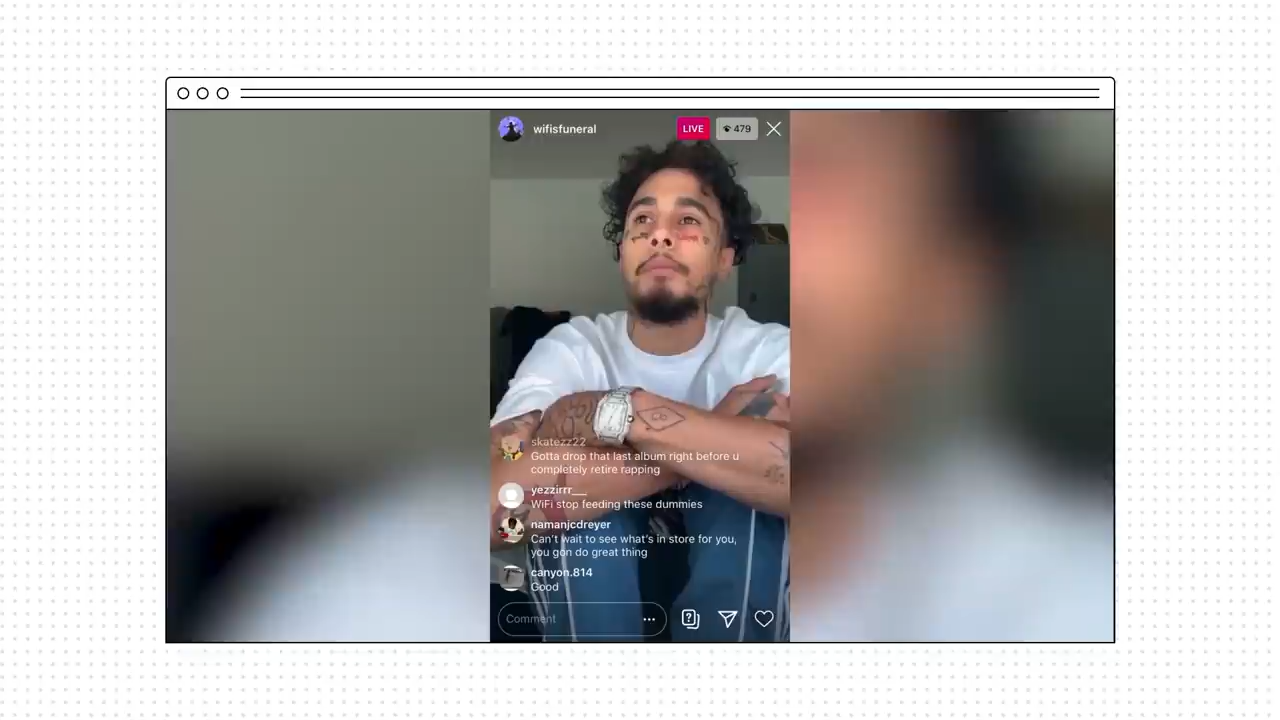 wifisfuneral
LIVE
479
skatezz22
Gotta drop that last album right before u
completely retire rapping
yezzirrr___
WiFi stop feeding these dummies
namanjcdreyer
Can't wait to see what's in store for you,
you gon do great thing
canyon.814
Good
Comment